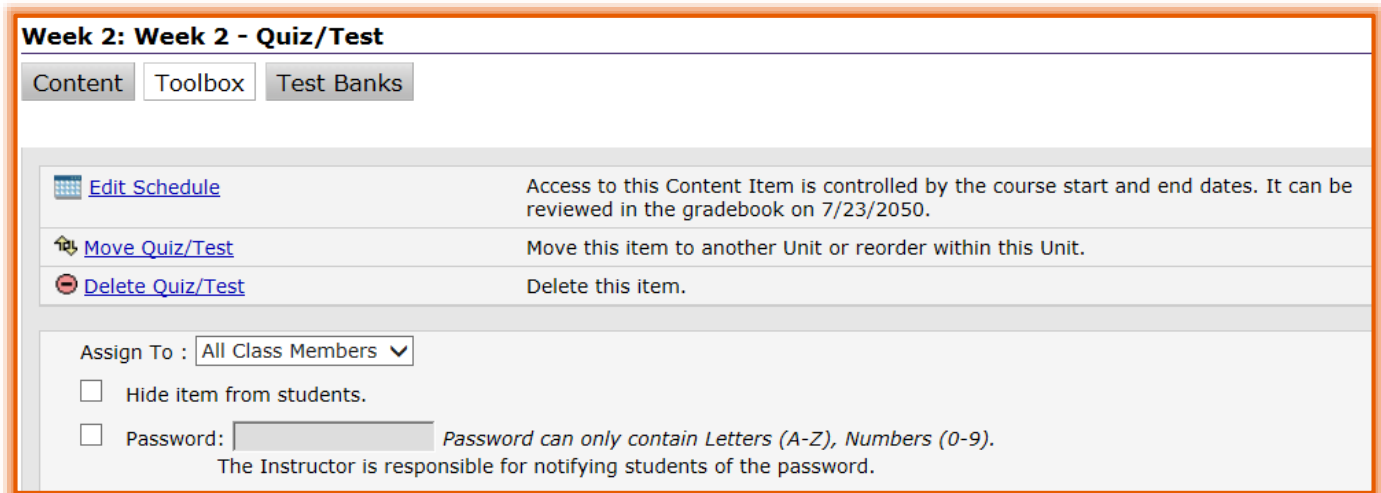 Week 2: Week 2 - Quiz/Test
Content Toolbox Test Banks
Edit Schedule Access to this Content Item is controlled by the course start and end dates. It can be
reviewed in the gradebook on 7/23/2050.
Move Quiz/Test Move this item to another Unit or reorder within this Unit.
Delete Quiz/Test Delete this item.
Assign To : All Class Members
Hide item from students.
Password: Password can only contain Letters (A-Z), Numbers (0-9).
The Instructor is responsible for notifying students of the password.